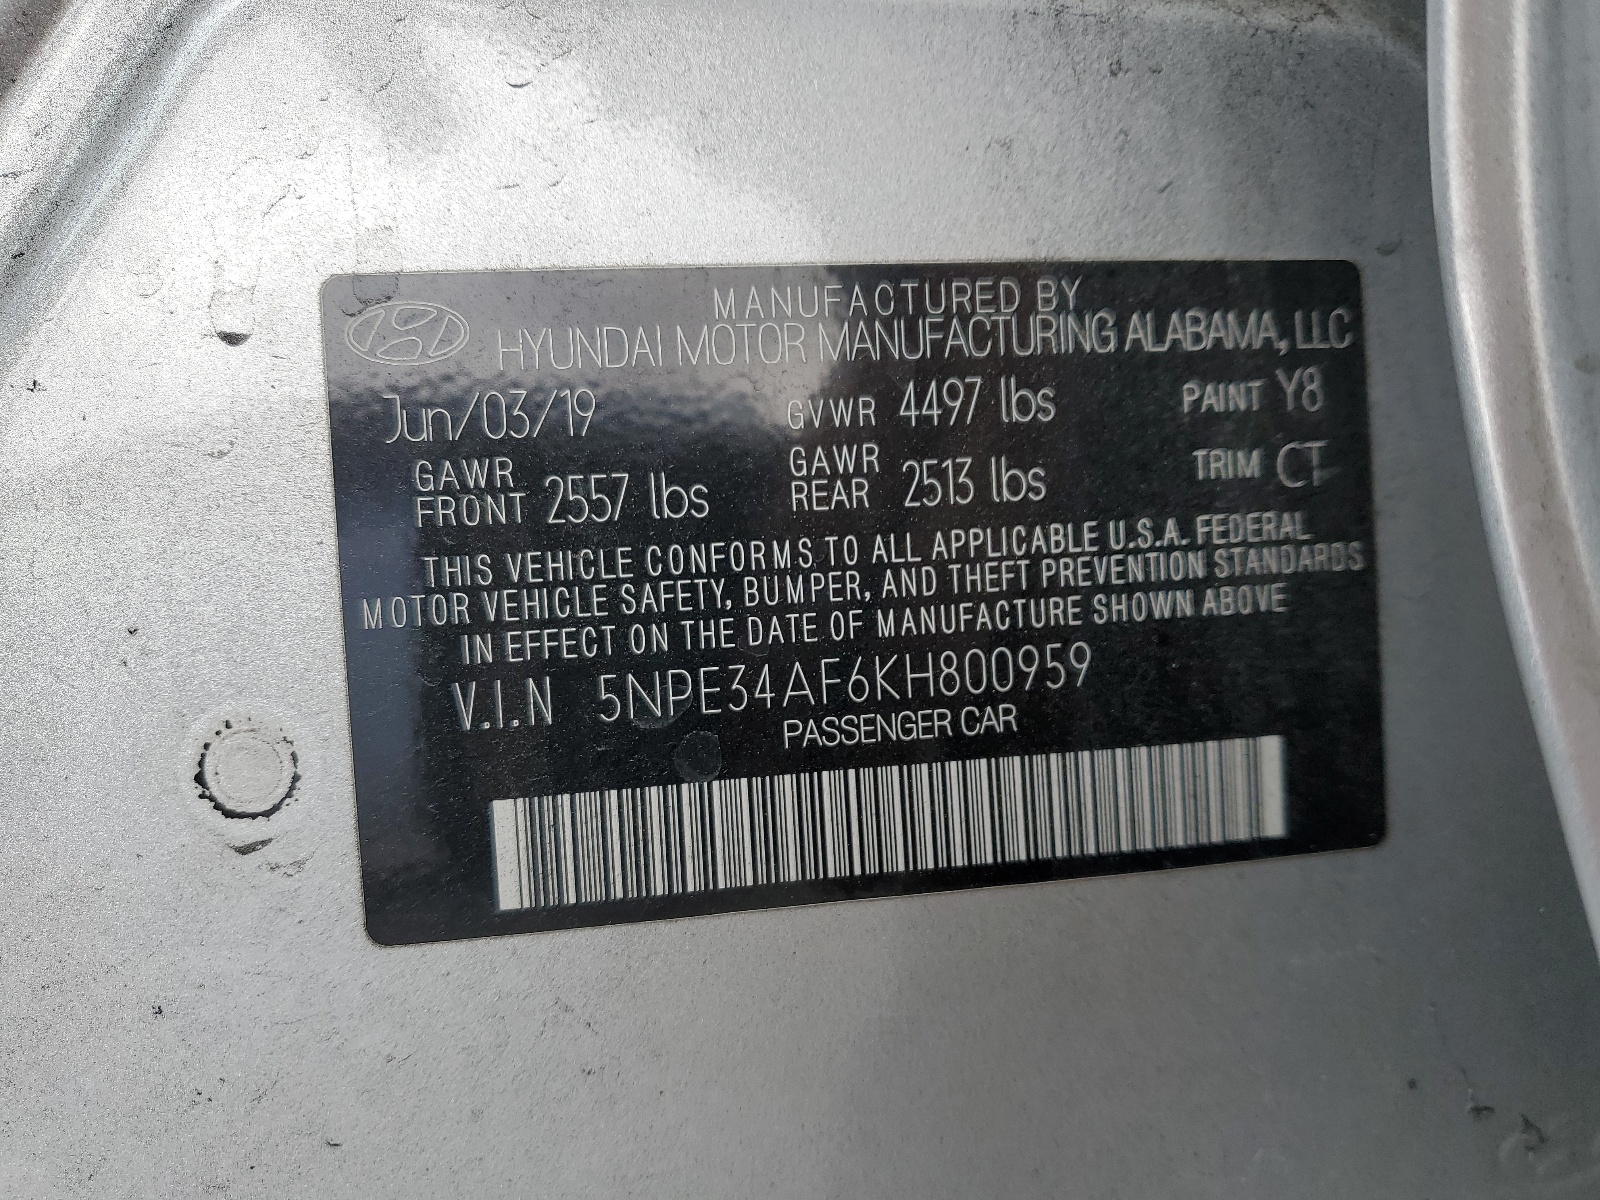 MANUFACTURED BY
HYUNDAI MOTOR MANUFACTURING ALABAMA, LLC
Jun/03/19 GVWR 4497 lbs PAINT Y8
GAWR FRONT 2557 lbs GAWR REAR 2513 lbs TRIM CT
THIS VEHICLE CONFORMS TO ALL APPLICABLE U.S.A. FEDERAL
MOTOR VEHICLE SAFETY, BUMPER, AND THEFT PREVENTION STANDARDS
IN EFFECT ON THE DATE OF MANUFACTURE SHOWN ABOVE
V.I.N 5NPE34AF6KH800959
PASSENGER CAR